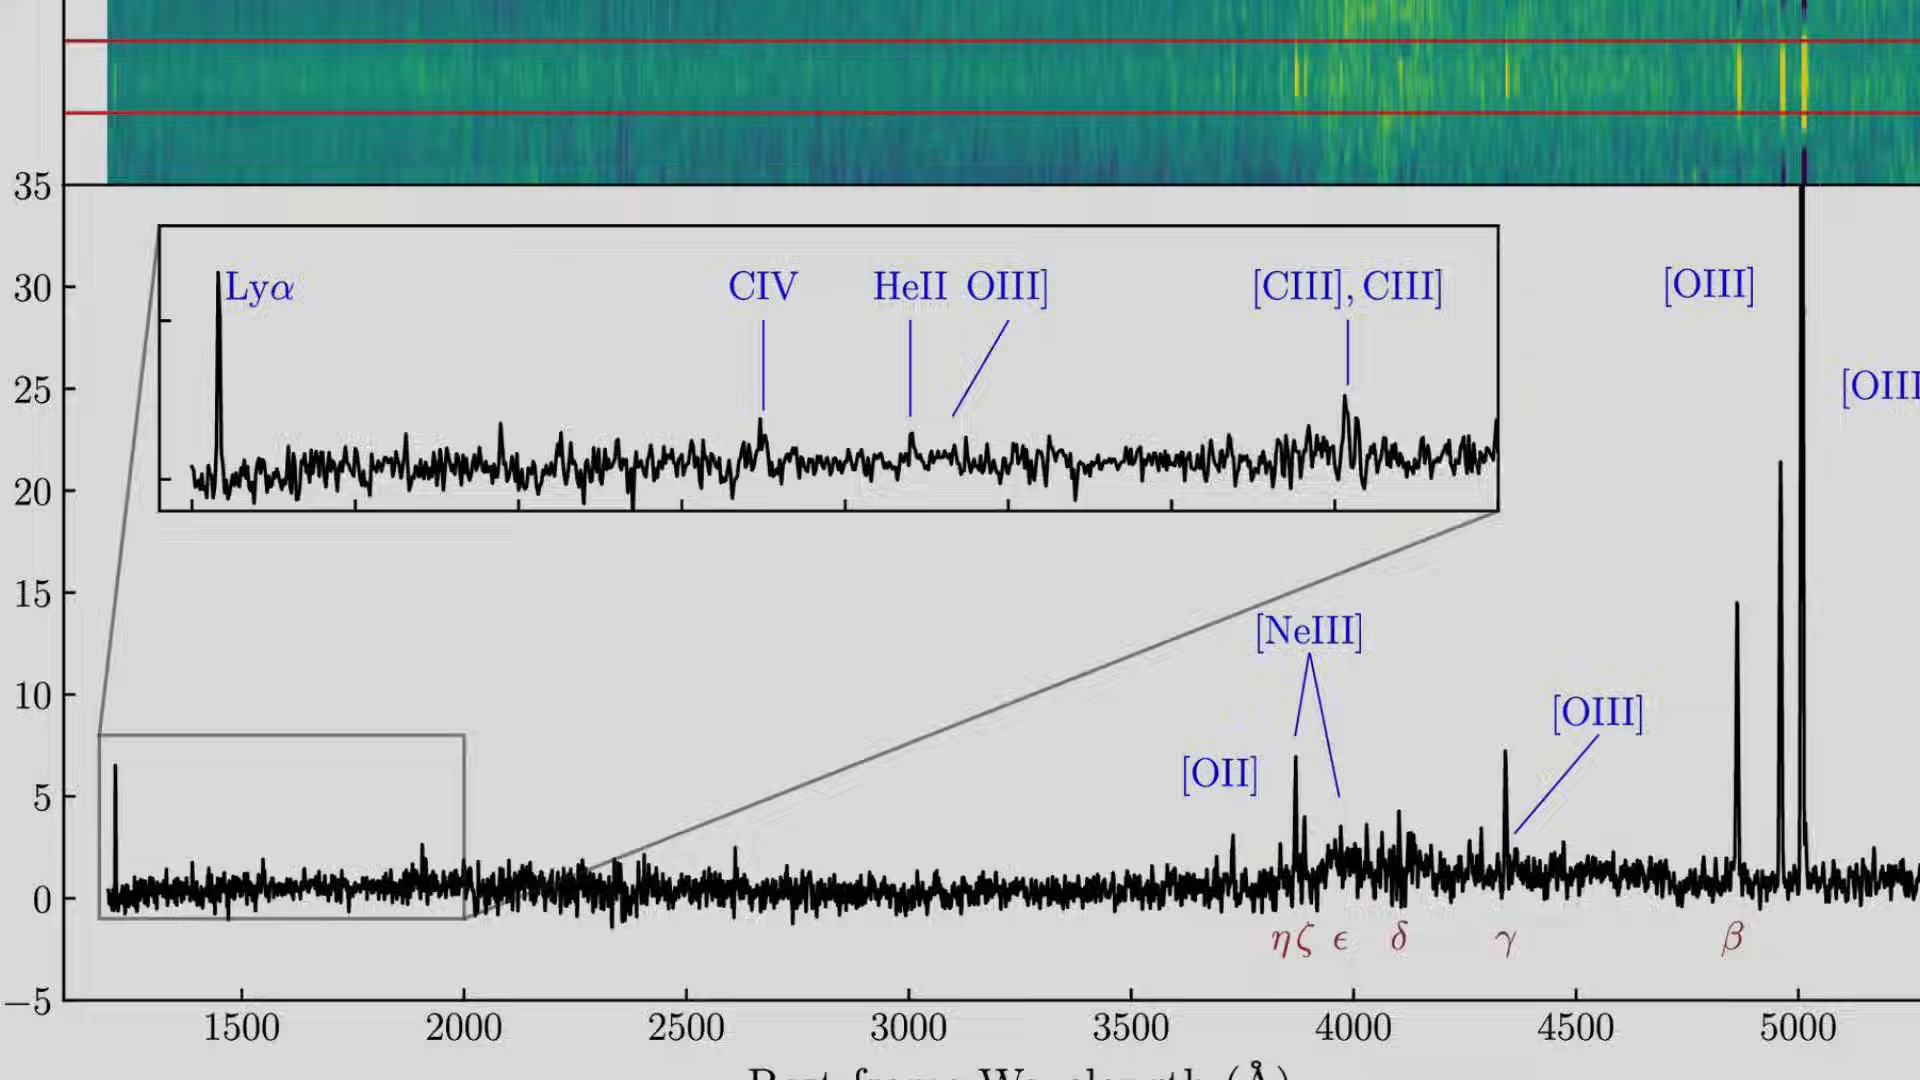 35
30
25
20
15
10
5
0
−5
Lyα
CIV
HeII OIII]
[CIII], CIII]
[OIII]
[OIII
[NeIII]
[OIII]
[OII]
η ζ ϵ δ γ β
1500 2000 2500 3000 3500 4000 4500 5000
(Å)